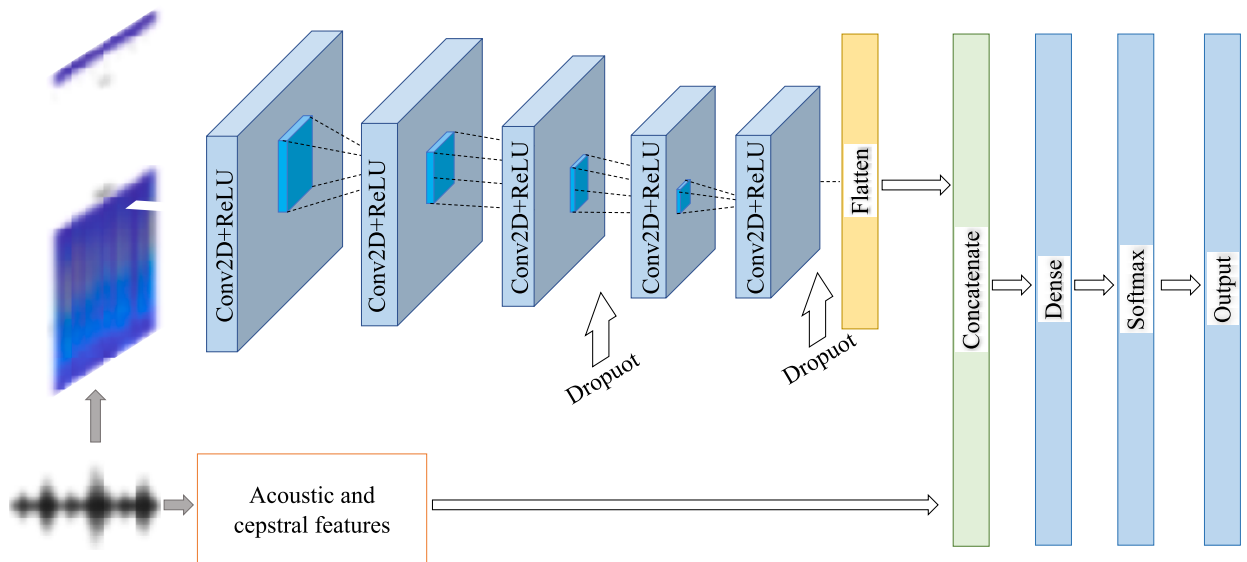 Conv2D+ReLU
Conv2D+ReLU
Conv2D+ReLU
Conv2D+ReLU
Conv2D+ReLU
Flatten
Dropuot
Dropuot
Concatenate
Dense
Softmax
Output
Acoustic and
cepstral features